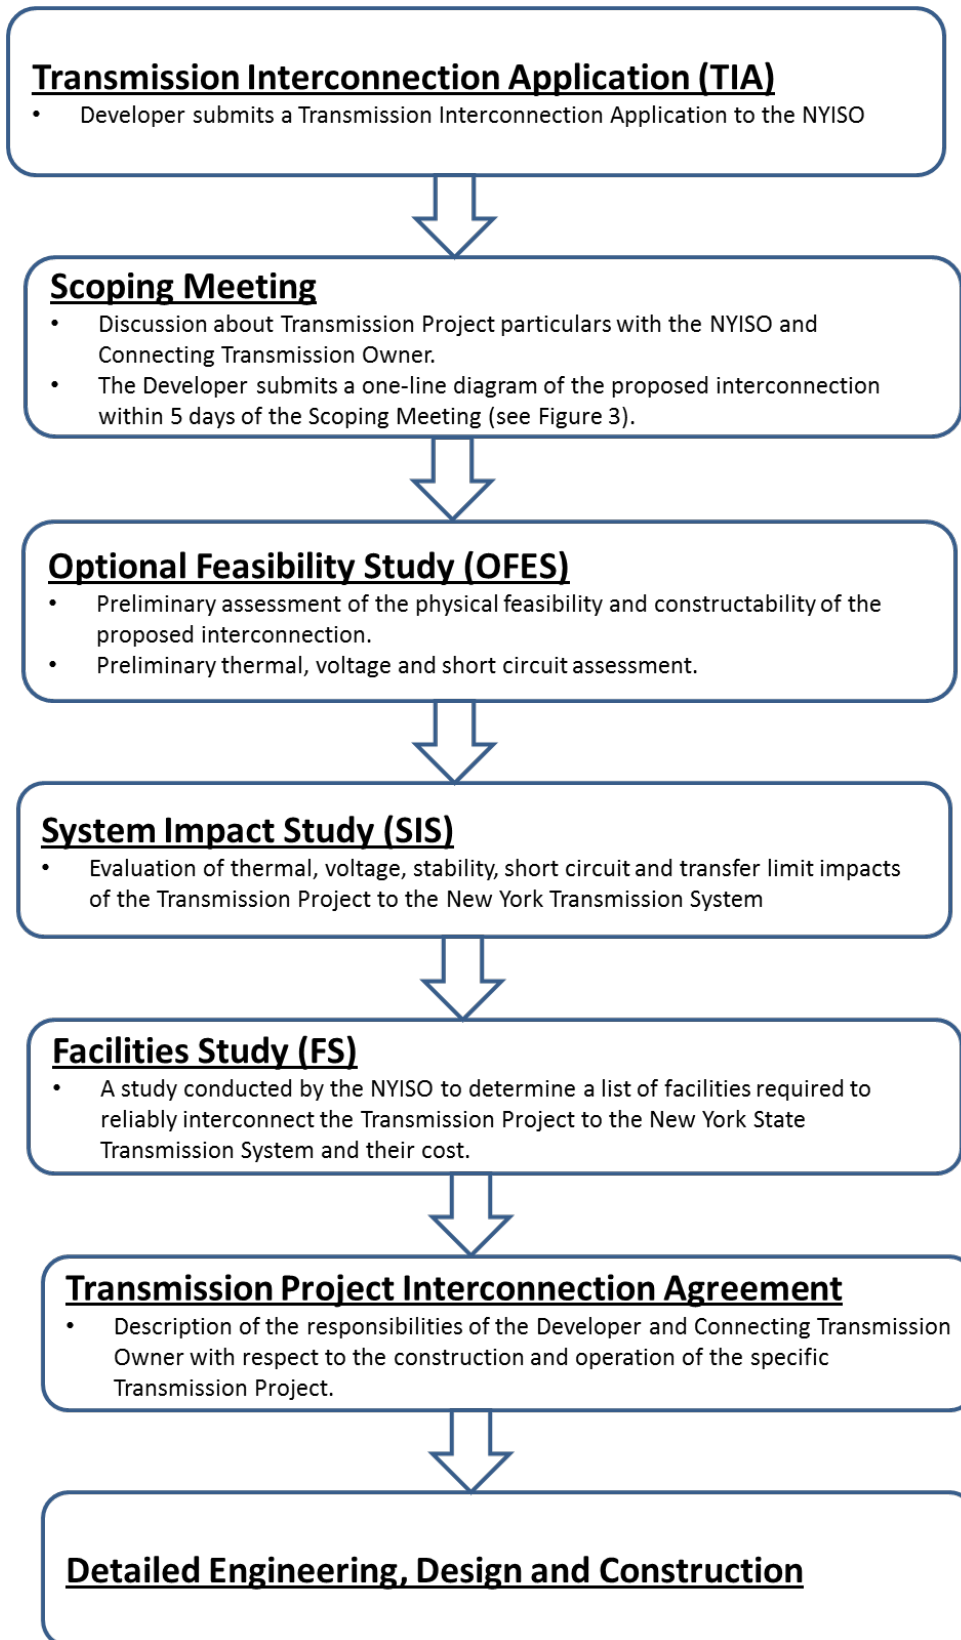 Transmission Interconnection Application (TIA)
• Developer submits a Transmission Interconnection Application to the NYISO
Scoping Meeting
• Discussion about Transmission Project particulars with the NYISO and
Connecting Transmission Owner.
• The Developer submits a one-line diagram of the proposed interconnection
within 5 days of the Scoping Meeting (see Figure 3).
Optional Feasibility Study (OFES)
• Preliminary assessment of the physical feasibility and constructability of the
proposed interconnection.
• Preliminary thermal, voltage and short circuit assessment.
System Impact Study (SIS)
• Evaluation of thermal, voltage, stability, short circuit and transfer limit impacts
of the Transmission Project to the New York Transmission System
Facilities Study (FS)
• A study conducted by the NYISO to determine a list of facilities required to
reliably interconnect the Transmission Project to the New York State
Transmission System and their cost.
Transmission Project Interconnection Agreement
• Description of the responsibilities of the Developer and Connecting Transmission
Owner with respect to the construction and operation of the specific
Transmission Project.
Detailed Engineering, Design and Construction